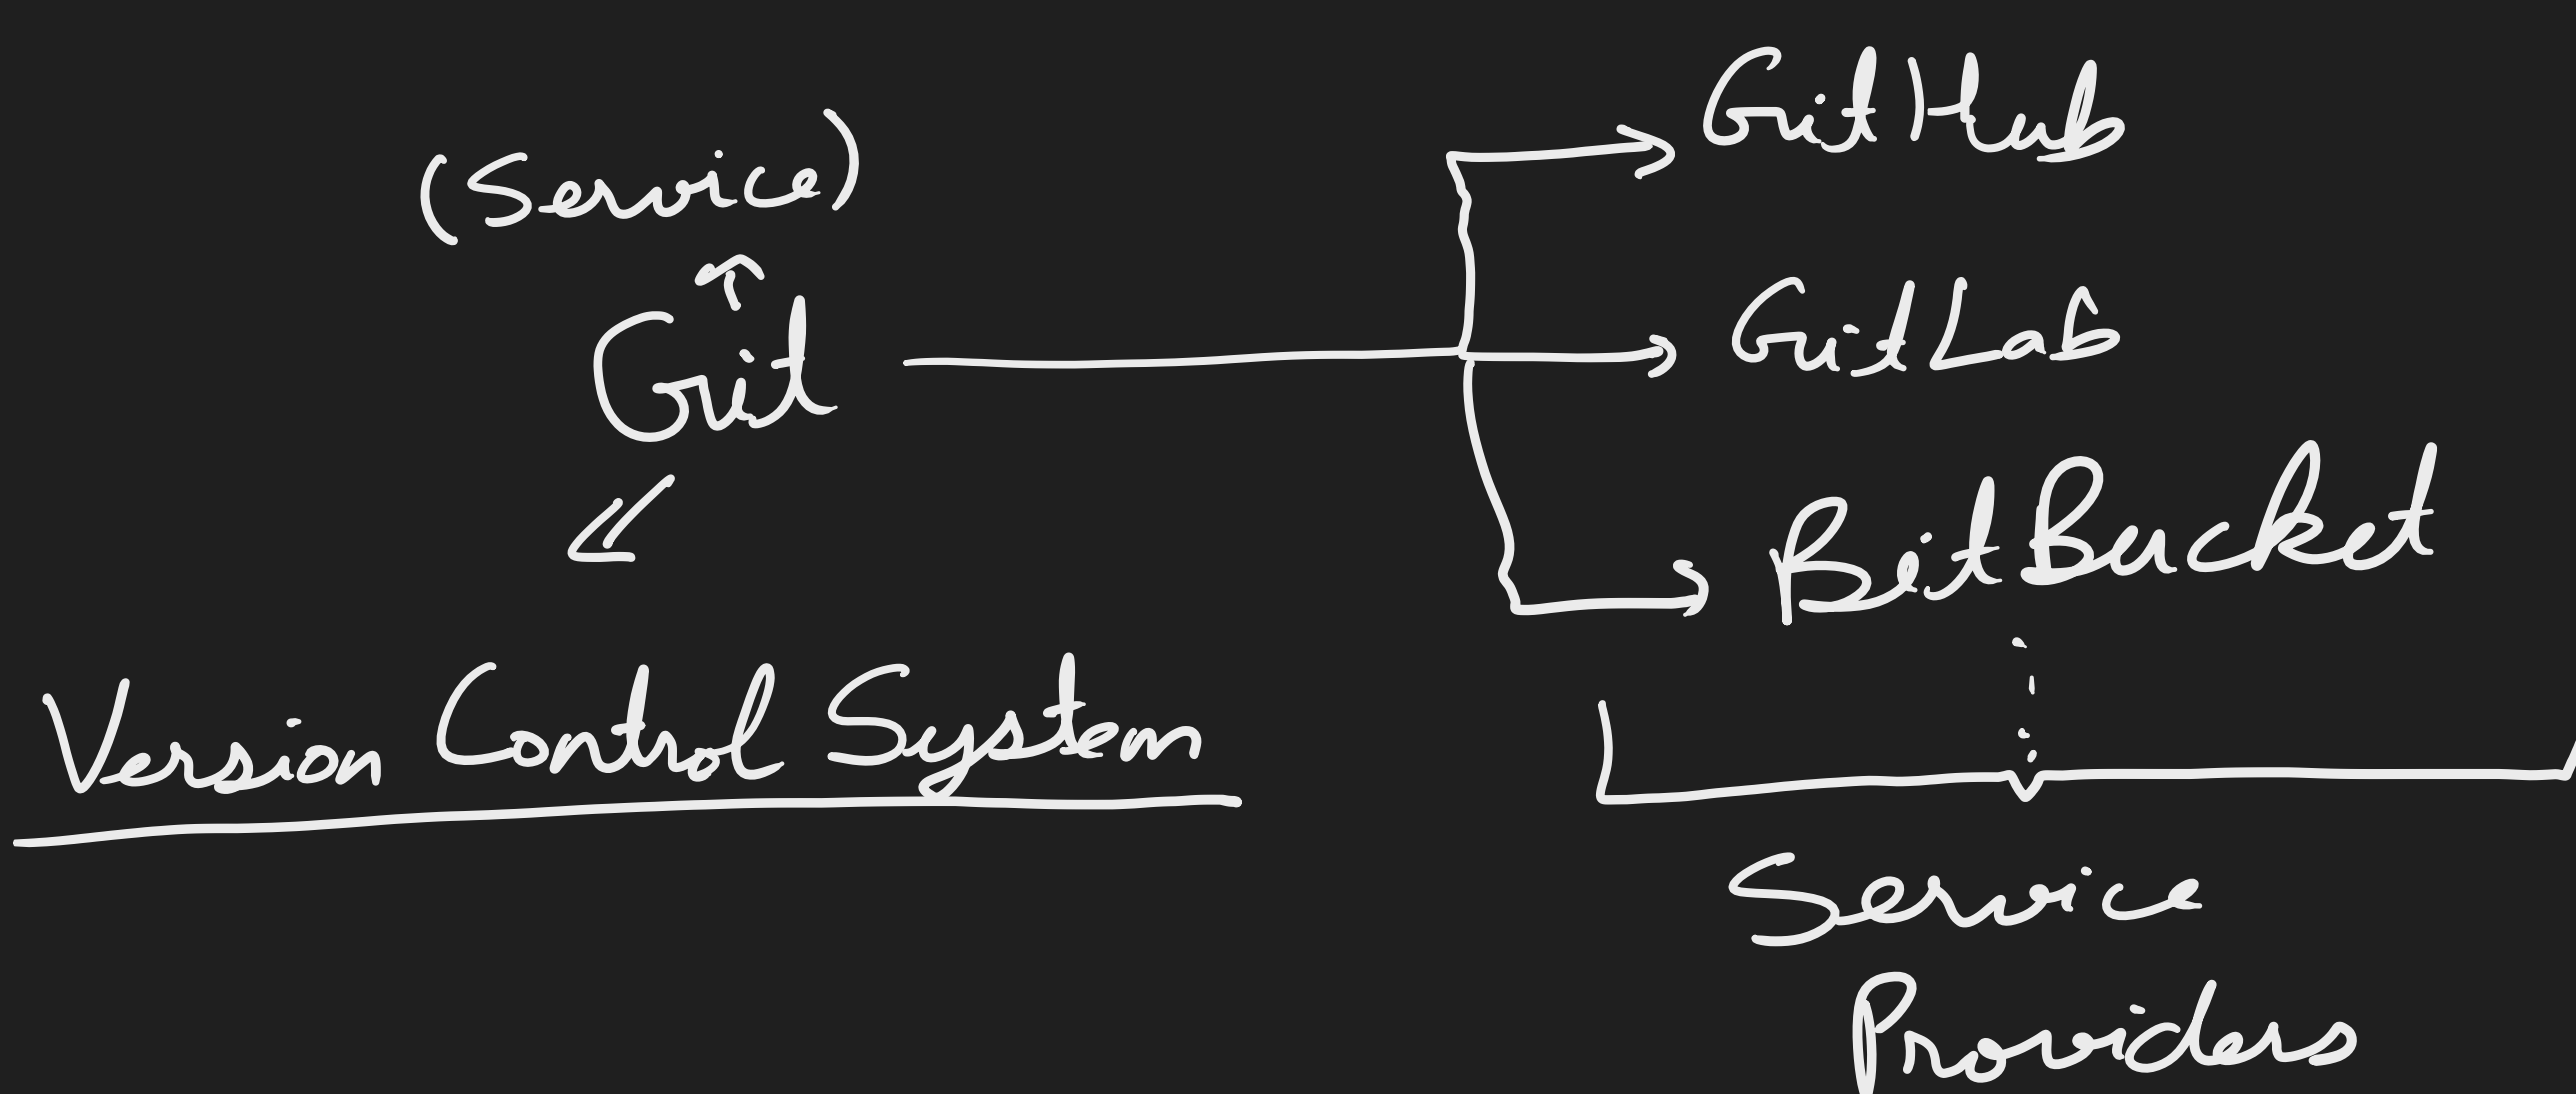 (Service)
Git
Version Control System
GitHub
GitLab
BitBucket
Service
Providers